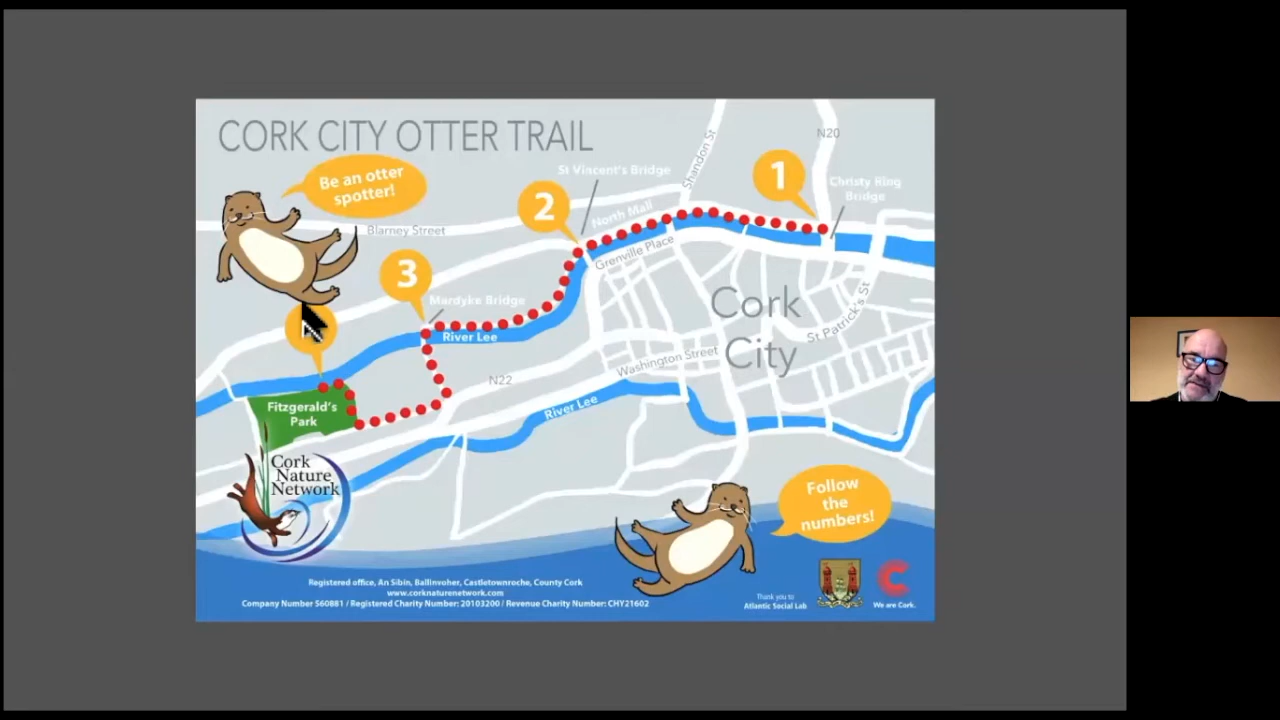 CORK CITY OTTER TRAIL
Be an otter
spotter!
Blarney Street
St Vincent's Bridge
Shandon St
N20
1
Christy Ring
Bridge
2
North Mall
Grenville Place
3
Mardyke Bridge
River Lee
Cork
City
St Patrick's St
Washington Street
N22
River Lee
Fitzgerald's
Park
Cork
Nature
Network
Follow
the
numbers!
Registered office, An Sibin, Ballinvoher, Castletownroche, County Cork
www.corknaturenetwork.com
Company Number 560881 / Registered Charity Number: 20103200 / Revenue Charity Number: CHY21602
Thank you to
Atlantic Social Lab
We are Cork.